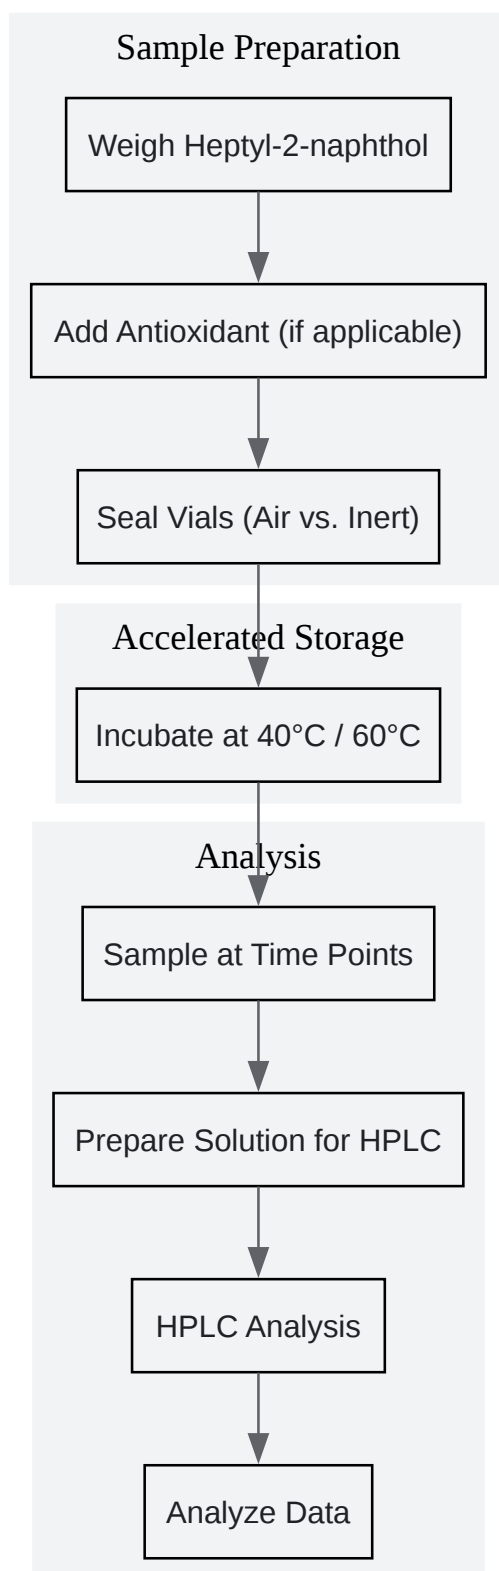 Sample Preparation
Weigh Heptyl-2-naphthol
Add Antioxidant (if applicable)
Seal Vials (Air vs. Inert)
Accelerated Storage
Incubate at 40°C / 60°C
Analysis
Sample at Time Points
Prepare Solution for HPLC
HPLC Analysis
Analyze Data